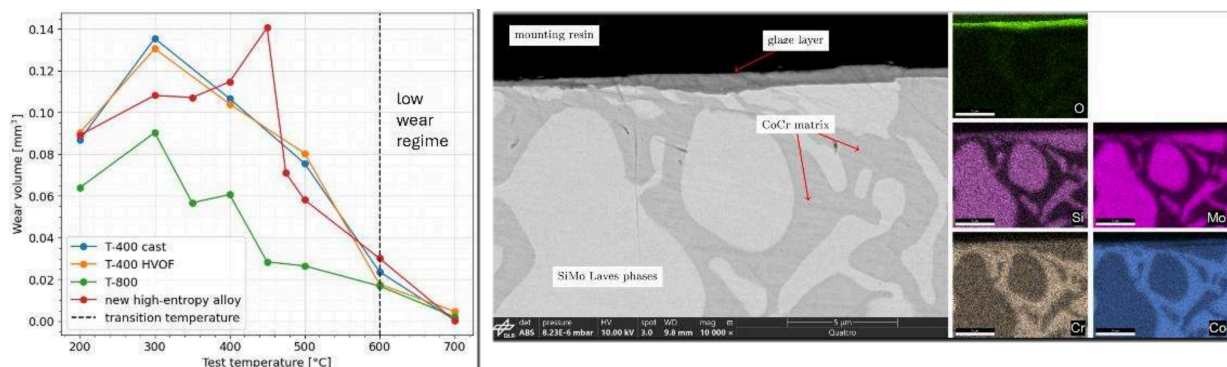 0.14
0.12
0.10
0.08
0.06
0.04
0.02
0.00
Wear volume [mm³]
low
wear
regime
T-400 cast
T-400 HVOF
T-800
new high-entropy alloy
transition temperature
200 300 400 500 600 700
Test temperature [°C]
mounting resin
glaze layer
CoCr matrix
SiMo Laves phases
det pressure HV spot WD mag
ABS 8.23E-6 mbar 10.00 kV 3.0 9.8 mm 10 000 ×
5 µm
Quattro
DLR
O
Si
Mo
Cr
Co